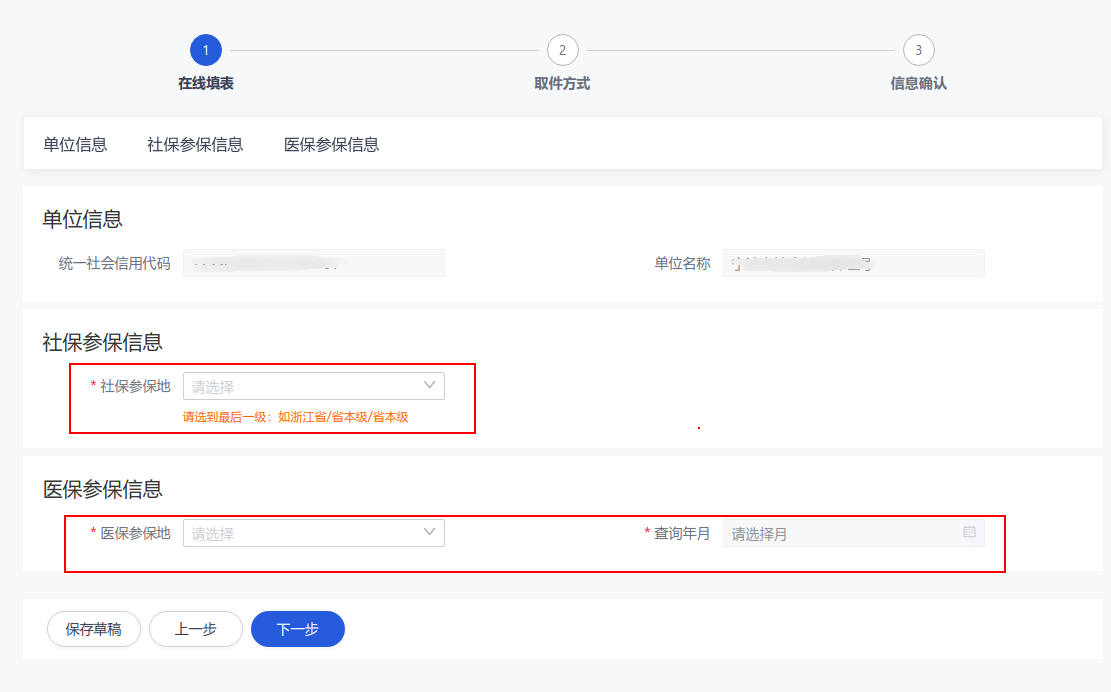 1
2
3
在线填表
取件方式
信息确认
单位信息 社保参保信息 医保参保信息
单位信息
统一社会信用代码
单位名称
社保参保信息
* 社保参保地 请选择
请选到最后一级：如浙江省/省本级/省本级
医保参保信息
* 医保参保地 请选择
* 查询年月 请选择月
保存草稿 上一步 下一步